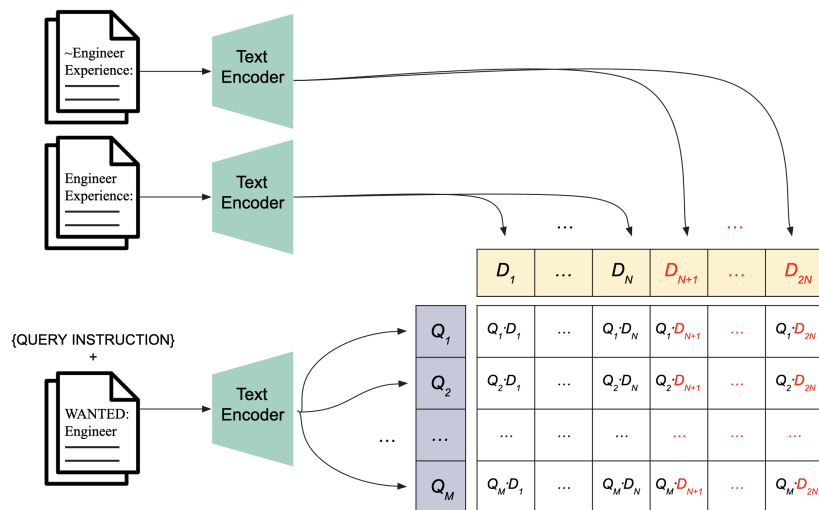 ~Engineer
Experience:
Text
Encoder
Engineer
Experience:
Text
Encoder
... ...
D1 ... DN DN+1 ... D2N
{QUERY INSTRUCTION}
+
WANTED:
Engineer
Text
Encoder
Q1 Q1·D1 ... Q1·DN Q1·DN+1 ... Q1·D2N
Q2 Q2·D1 ... Q2·DN Q2·DN+1 ... Q2·D2N
... ... ... ... ... ... ... ...
QM QM·D1 ... QM·DN QM·DN+1 ... QM·D2N